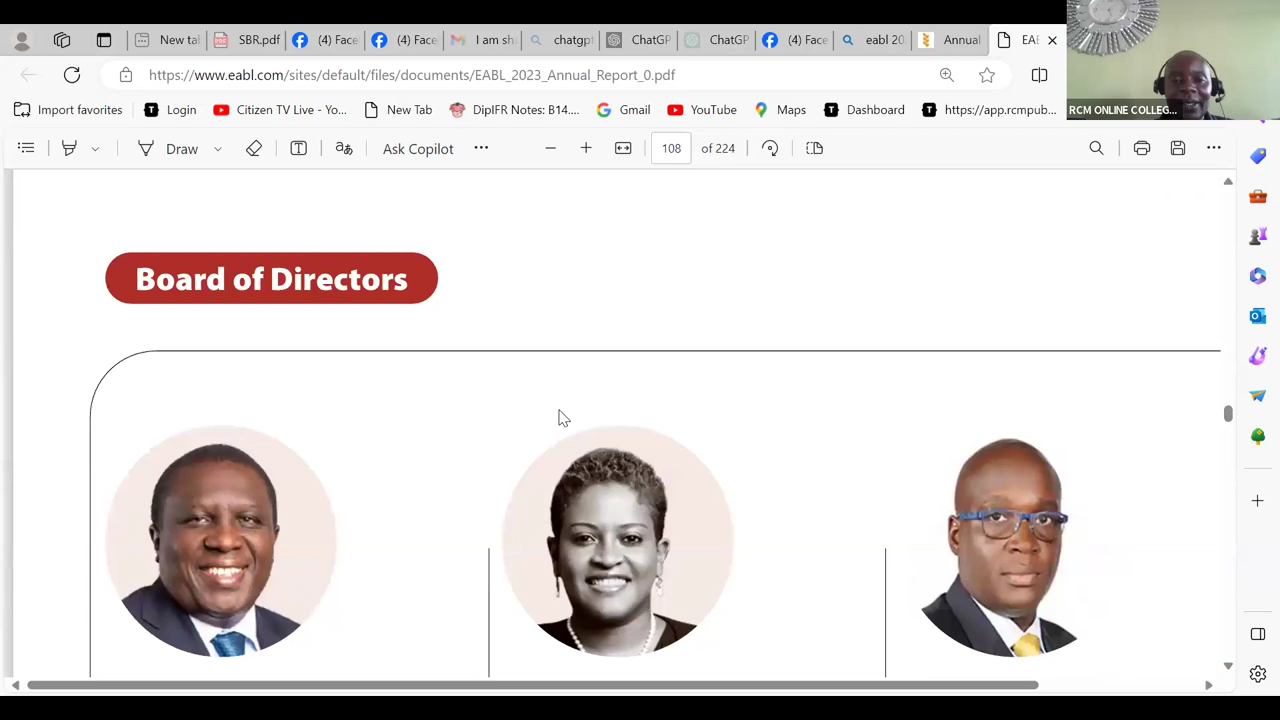 New tal
SBR.pdf
(4) Face
(4) Face
I am sh
chatgpt
ChatGP
ChatGP
(4) Face
eabl 20
Annual
EA
https://www.eabl.com/sites/default/files/documents/EABL_2023_Annual_Report_0.pdf
RCM ONLINE COLLEG...
Import favorites
Login
Citizen TV Live - Yo...
New Tab
DipIFR Notes: B14....
Gmail
YouTube
Maps
Dashboard
https://app.rcmpub...
Draw
Ask Copilot
108
of 224
Board of Directors